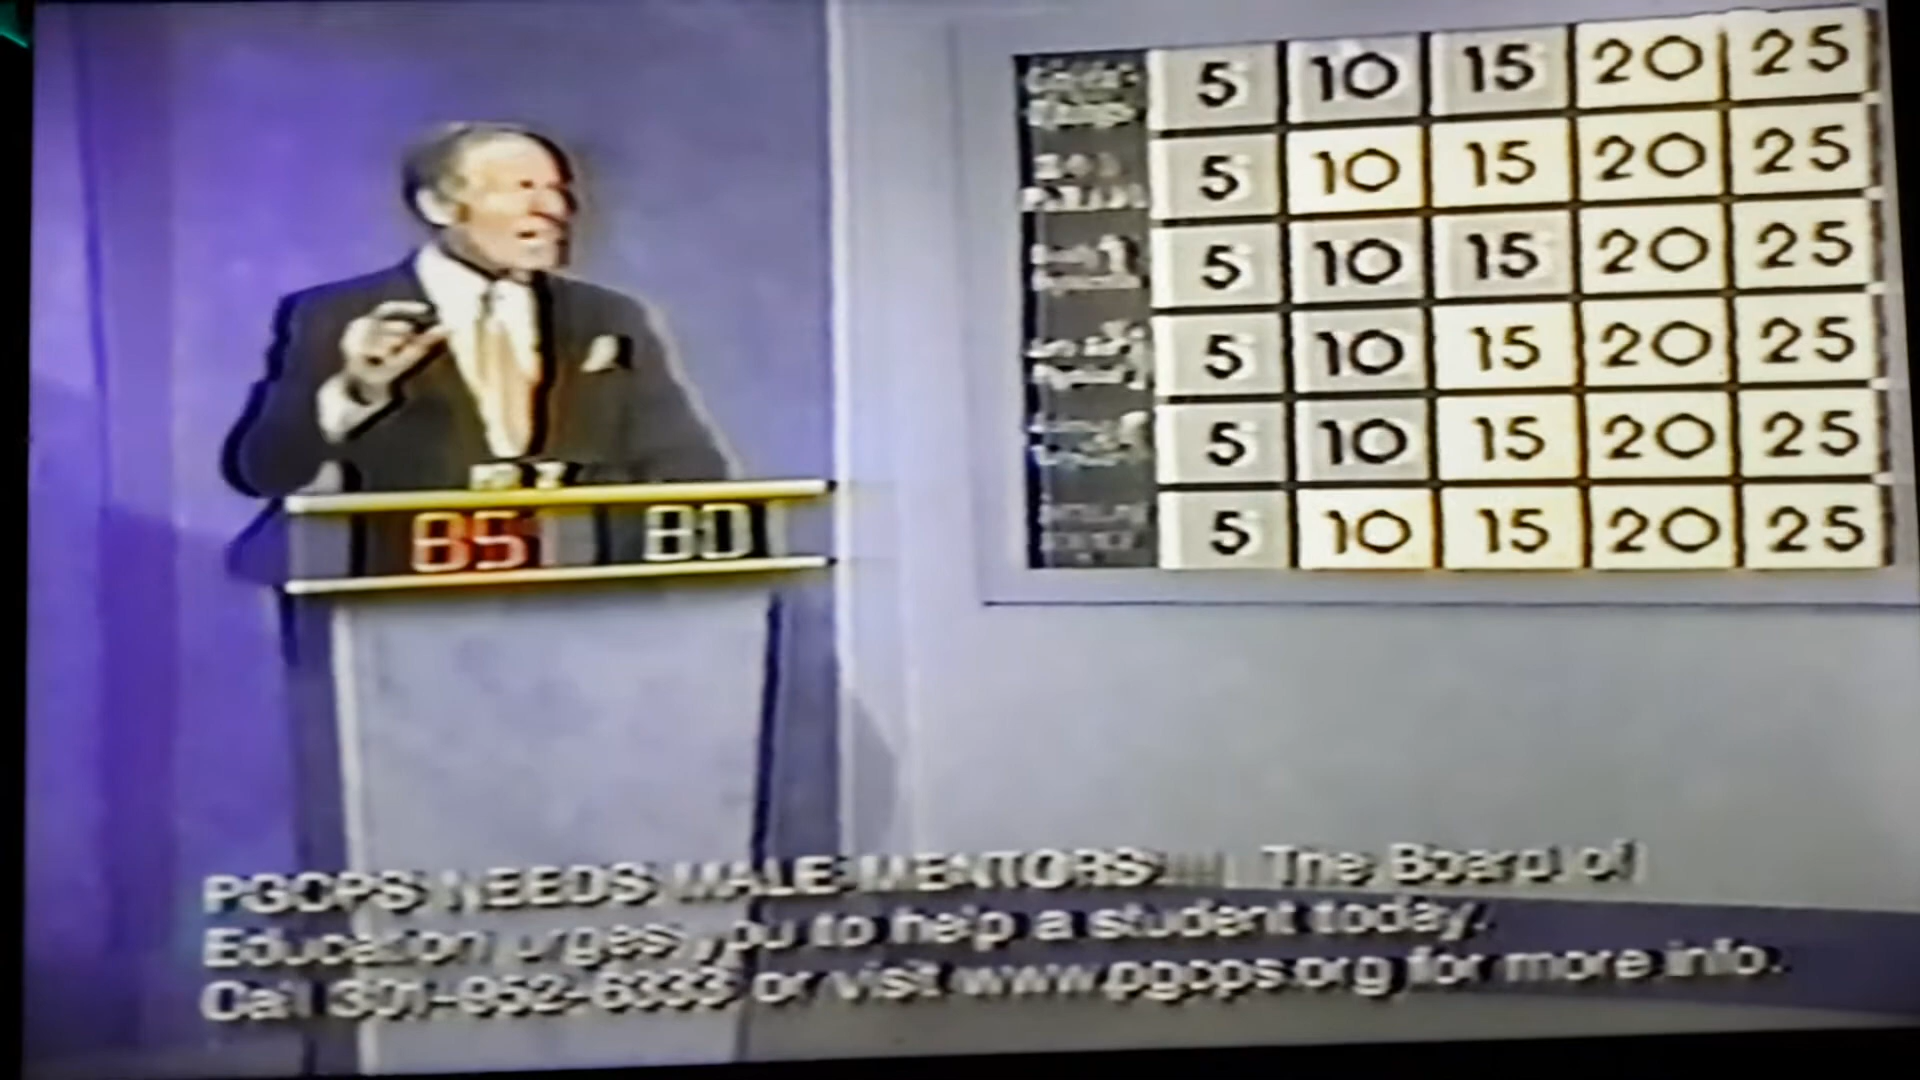 5 10 15 20 25
5 10 15 20 25
5 10 15 20 25
5 10 15 20 25
5 10 15 20 25
5 10 15 20 25
85 80
PGCPS NEEDS MALE MENTORS!!!! The Board of
Education urges you to help a student today.
Call 301-952-6333 or visit www.pgcps.org for more info.